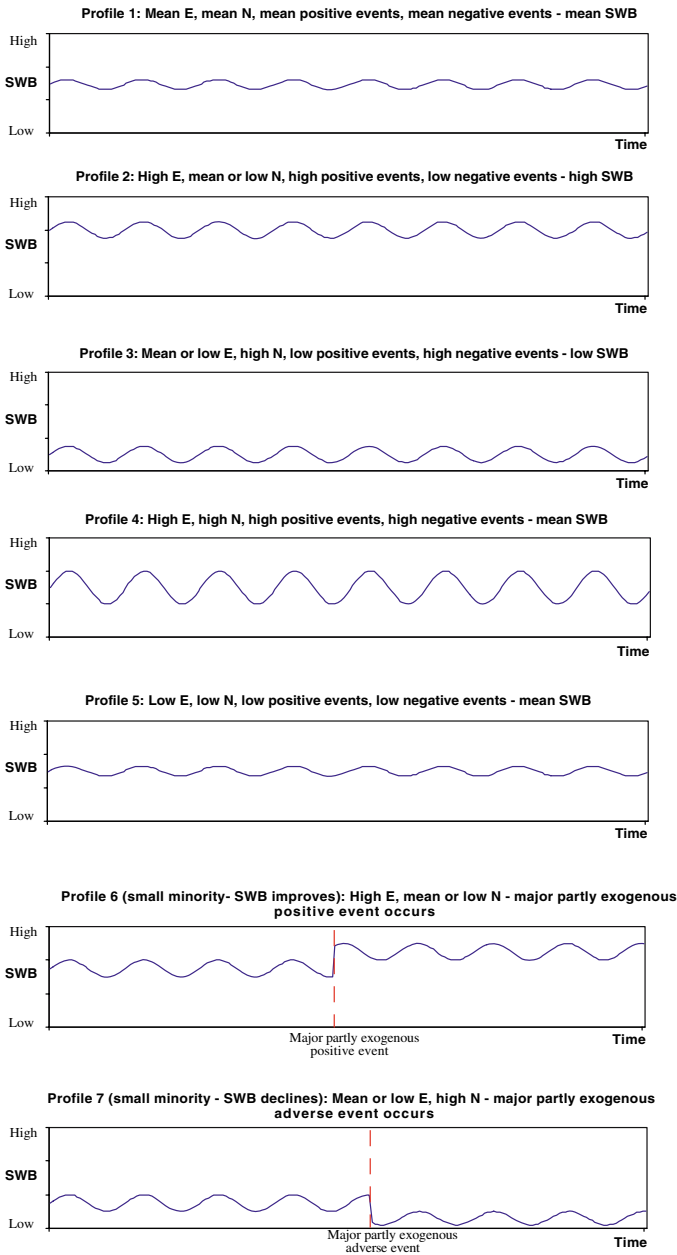 Profile 1: Mean E, mean N, mean positive events, mean negative events - mean SWB
High
SWB
Low
Time
Profile 2: High E, mean or low N, high positive events, low negative events - high SWB
High
SWB
Low
Time
Profile 3: Mean or low E, high N, low positive events, high negative events - low SWB
High
SWB
Low
Time
Profile 4: High E, high N, high positive events, high negative events - mean SWB
High
SWB
Low
Time
Profile 5: Low E, low N, low positive events, low negative events - mean SWB
High
SWB
Low
Time
Profile 6 (small minority- SWB improves): High E, mean or low N - major partly exogenous
positive event occurs
High
SWB
Low
Major partly exogenous
positive event
Time
Profile 7 (small minority - SWB declines): Mean or low E, high N - major partly exogenous
adverse event occurs
High
SWB
Low
Major partly exogenous
adverse event
Time